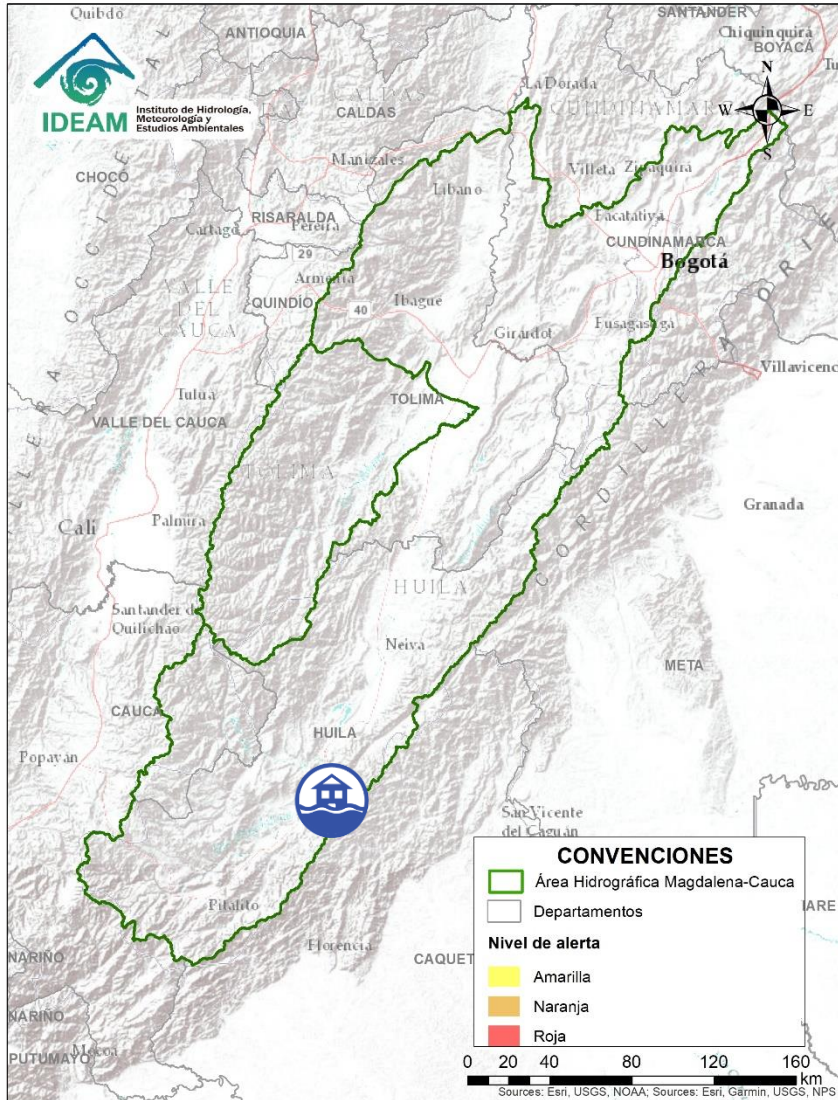 Quibdó
ANTIOQUIA
SANTANDER
Chiquinquirá
BOYACÁ
N
W
E
S
IDEAM
Instituto de Hidrología,
Meteorología y
Estudios Ambientales
La Dorada
CALDAS
Manizales
CHOCÓ
Líbano
Villeta
Zipaquirá
RISARALDA
Pereira
Cartago
Facatativá
CUNDINAMARCA
Bogotá
29
Armenia
QUINDÍO
40
Ibagué
Girardot
Fusagasugá
Villavicenc
VALLE
DEL
CAUCA
Tuluá
TOLIMA
VALLE DEL CAUCA
TOLIMA
CORDILLERA ORIE
Granada
Cali
Palmira
HUILA
Santander de
Quilichao
Neiva
META
CAUCA
HUILA
Popayán
San Vicente
del Caguán
Pitalito
Florencia
CAQUET
IARE
NARIÑO
NARIÑO
PUTUMAYO
Mocoa
CONVENCIONES
Área Hidrográfica Magdalena-Cauca
Departamentos
Nivel de alerta
Amarilla
Naranja
Roja
0 20 40 80 120 160
km
Sources: Esri, USGS, NOAA; Sources: Esri, Garmin, USGS, NPS